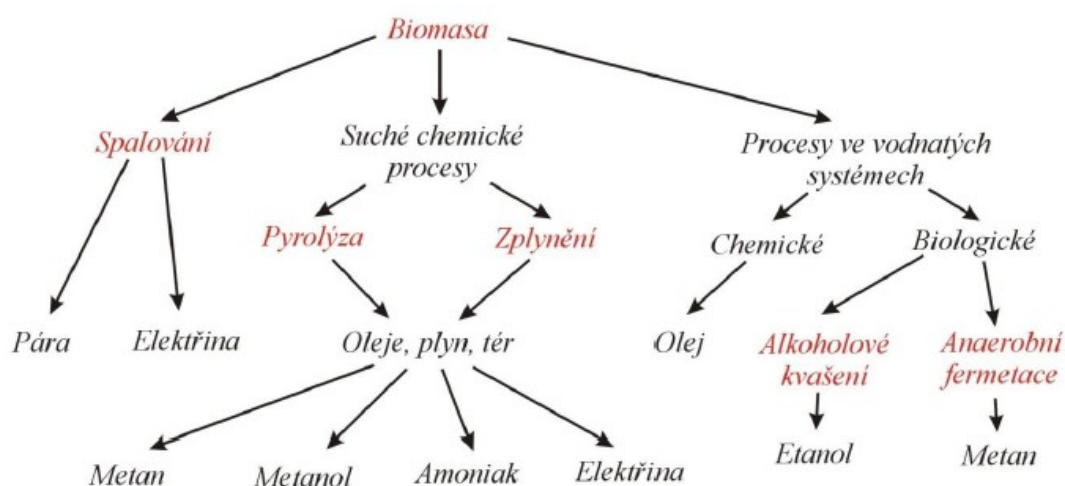 Biomasa
Spalování
Suché chemické
procesy
Procesy ve vodnatých
systémech
Pyrolýza
Zplynění
Chemické
Biologické
Pára
Elektřina
Oleje, plyn, tér
Olej
Alkoholové
kvašení
Anaerobní
fermetace
Metan
Metanol
Amoniak
Elektřina
Etanol
Metan